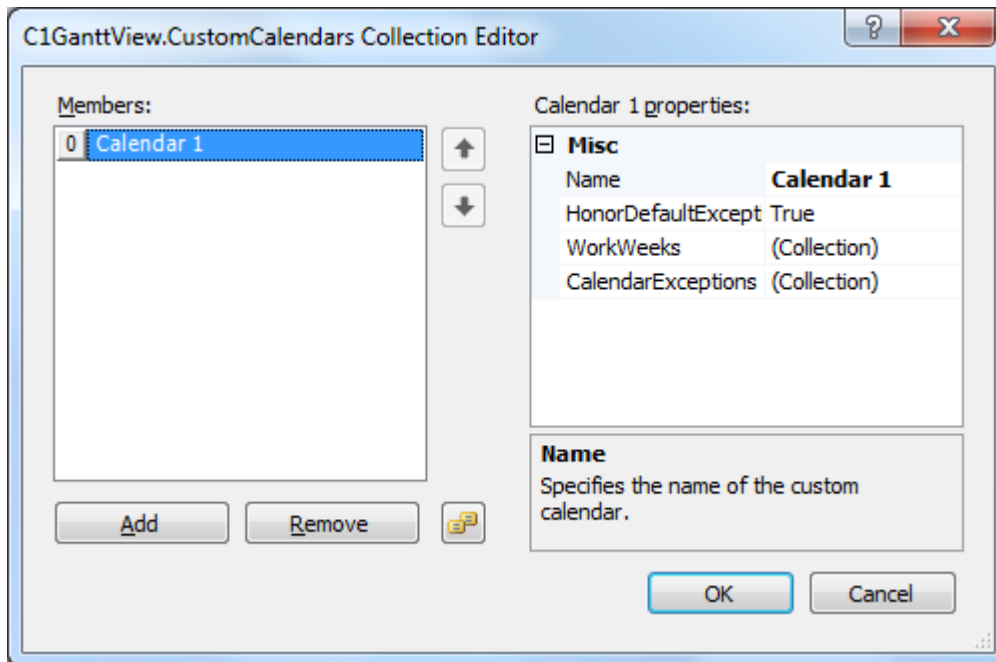 C1GanttView.CustomCalendars Collection Editor
?
Members:
0 Calendar 1
Add
Remove
Calendar 1 properties:
Misc
Name Calendar 1
HonorDefaultExcept True
WorkWeeks (Collection)
CalendarExceptions (Collection)
Name
Specifies the name of the custom
calendar.
OK
Cancel